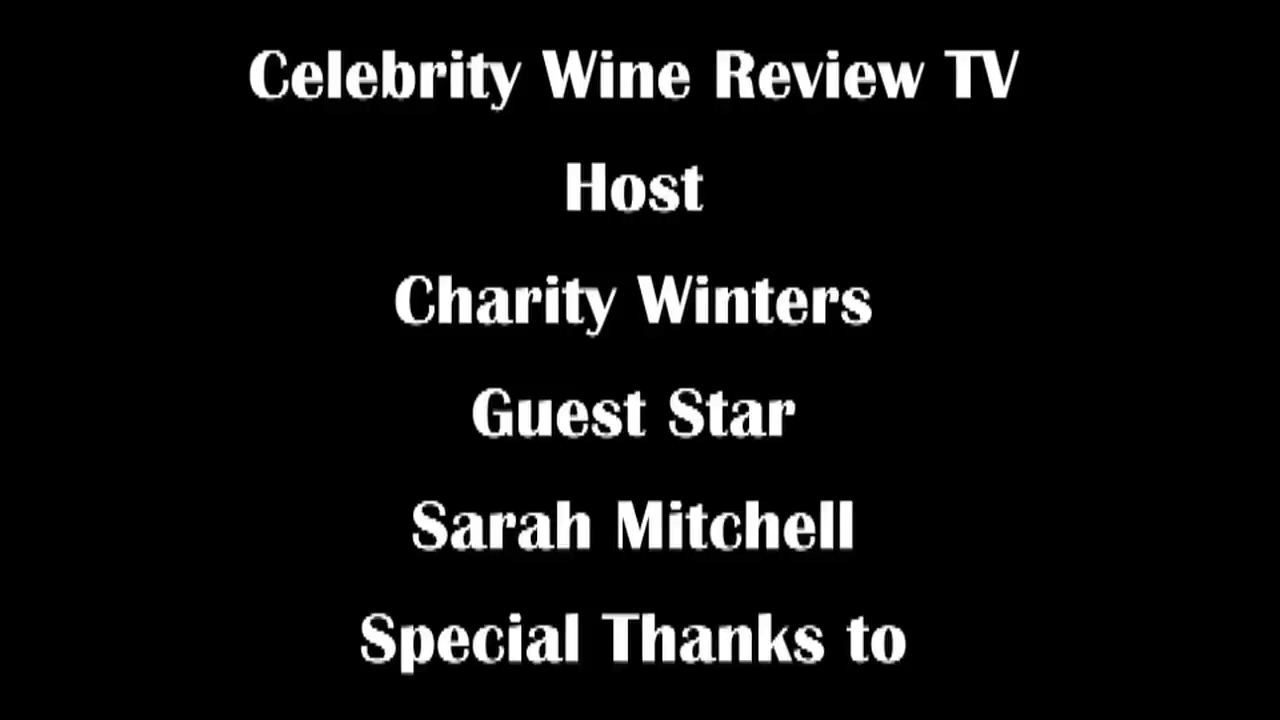 Celebrity Wine Review TV
Host
Charity Winters
Guest Star
Sarah Mitchell
Special Thanks to